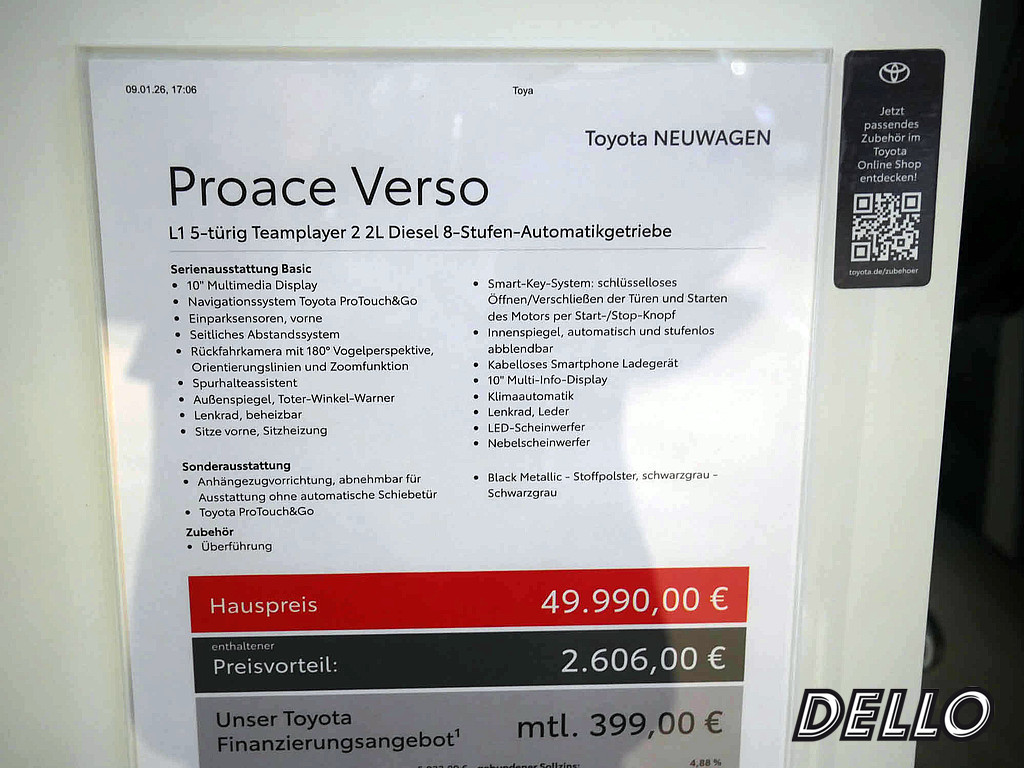 09.01.26, 17:06
Toya
Toyota NEUWAGEN
Proace Verso
L1 5-türig Teamplayer 2 2L Diesel 8-Stufen-Automatikgetriebe
Serienausstattung Basic
• 10" Multimedia Display
• Navigationssystem Toyota ProTouch&Go
• Einparksensoren, vorne
• Seitliches Abstandssystem
• Rückfahrkamera mit 180° Vogelperspektive,
Orientierungslinien und Zoomfunktion
• Spurhalteassistent
• Außenspiegel, Toter-Winkel-Warner
• Lenkrad, beheizbar
• Sitze vorne, Sitzheizung
• Smart-Key-System: schlüsselloses
Öffnen/Verschließen der Türen und Starten
des Motors per Start-/Stop-Knopf
• Innenspiegel, automatisch und stufenlos
abblendbar
• Kabelloses Smartphone Ladegerät
• 10" Multi-Info-Display
• Klimaautomatik
• Lenkrad, Leder
• LED-Scheinwerfer
• Nebelscheinwerfer
Sonderausstattung
• Anhängezugvorrichtung, abnehmbar für
Ausstattung ohne automatische Schiebetür
• Toyota ProTouch&Go
• Black Metallic - Stoffpolster, schwarzgrau -
Schwarzgrau
Zubehör
• Überführung
Hauspreis 49.990,00 €
enthaltener
Preisvorteil: 2.606,00 €
Unser Toyota
Finanzierungsangebot¹ mtl. 399,00 €
gebundener Sollzins: 4,88 %
Jetzt
passendes
Zubehör im
Toyota
Online Shop
entdecken!
toyota.de/zubehoer
DELLO